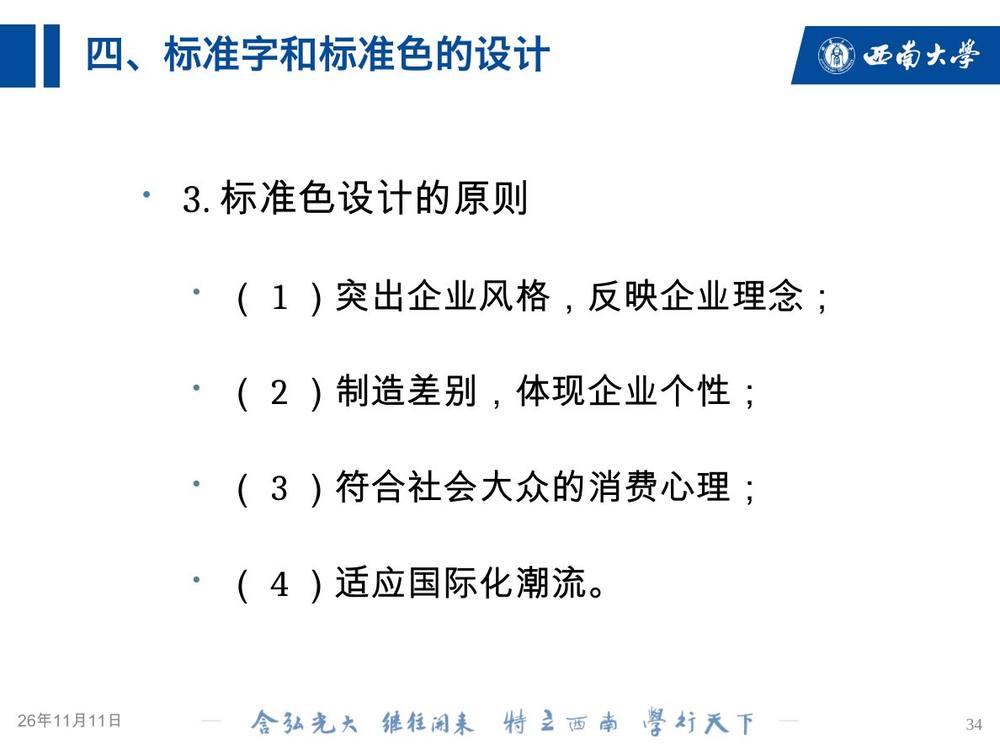 四、标准字和标准色的设计
西南大学
3. 标准色设计的原则
（ 1 ）突出企业风格，反映企业理念；
（ 2 ）制造差别，体现企业个性；
（ 3 ）符合社会大众的消费心理；
（ 4 ）适应国际化潮流。
26年11月11日
含弘光大 继往开来 特立西南 學行天下
34